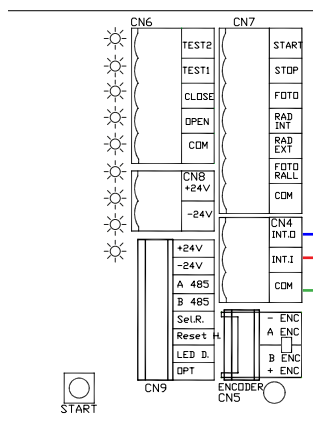 CN6
TEST2
TEST1
CLOSE
OPEN
COM
CN7
START
STOP
FOTO
RAD
INT
RAD
EXT
FOTO
RALL
COM
CN8
+24V
-24V
CN4
INT.O
INT.I
COM
+24V
-24V
A 485
B 485
Sel.R.
Reset H.
LED D.
OPT
CN9
- ENC
A ENC
B ENC
+ ENC
ENCODER
CN5
START